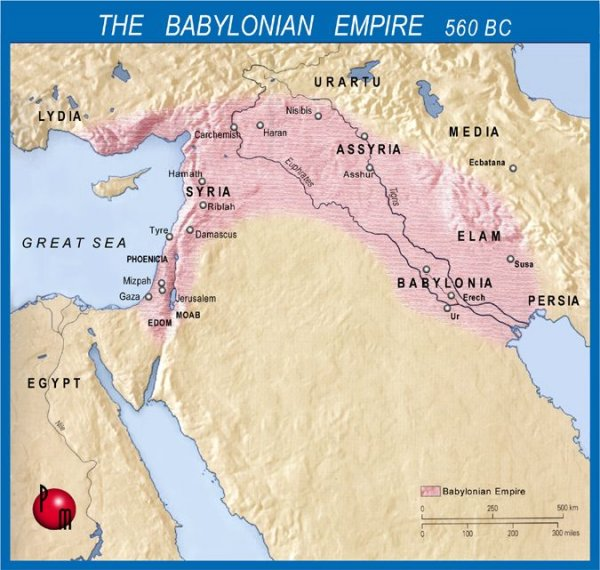 THE BABYLONIAN EMPIRE 560 BC
URARTU
LYDIA
Nisibis
MEDIA
Carchemish
Haran
ASSYRIA
Ecbatana
Hamath
Euphrates
Asshur
Tigris
SYRIA
Riblah
Tyre
Damascus
ELAM
GREAT SEA
PHOENICIA
Susa
Mizpah
BABYLONIA
Gaza
Jerusalem
Erech
PERSIA
MOAB
Ur
EDOM
EGYPT
Nile
P
M
Babylonian Empire
0 250 500 km
0 100 200 300 miles